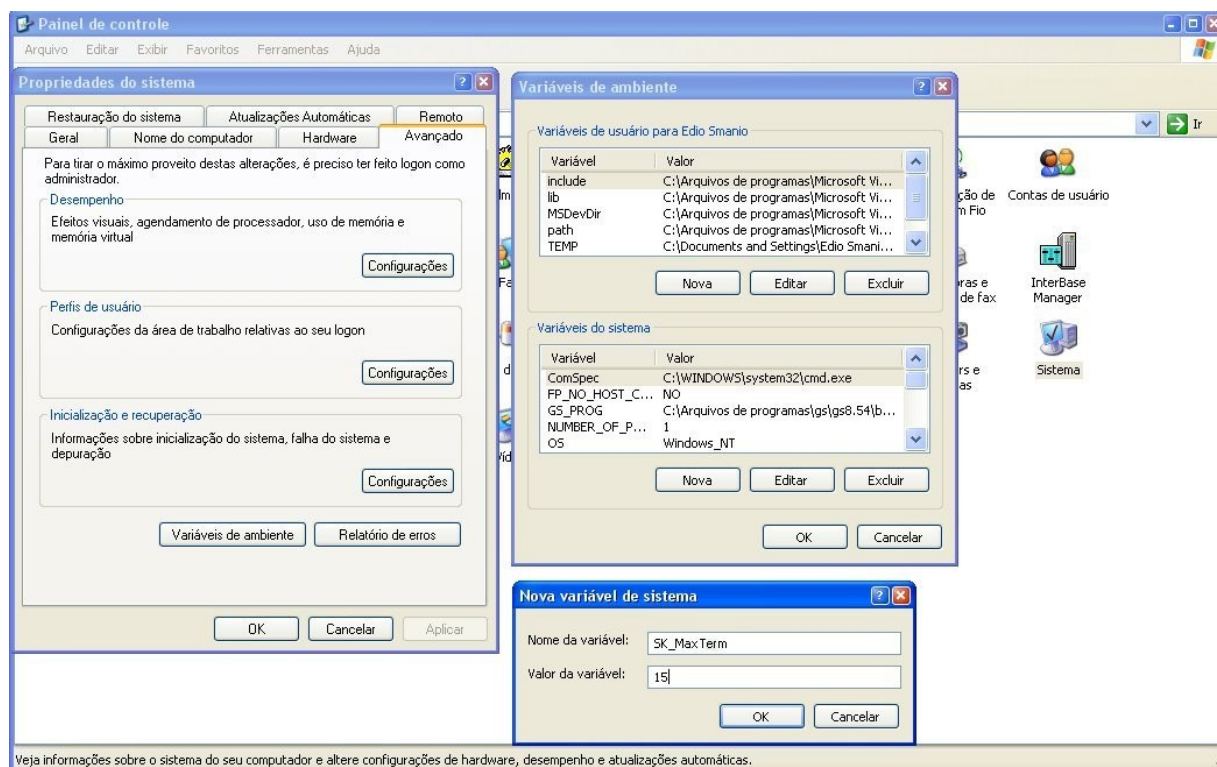 Painel de controle
Arquivo Editar Exibir Favoritos Ferramentas Ajuda
Propriedades do sistema
Restauração do sistema Atualizações Automáticas Remoto
Geral Nome do computador Hardware Avançado
Para tirar o máximo proveito destas alterações, é preciso ter feito logon como
administrador.
Desempenho
Efeitos visuais, agendamento de processador, uso de memória e
memória virtual
Configurações
Perfis de usuário
Configurações da área de trabalho relativas ao seu logon
Configurações
Inicialização e recuperação
Informações sobre inicialização do sistema, falha do sistema e
depuração
Configurações
Variáveis de ambiente Relatório de erros
OK Cancelar Aplicar
Variáveis de ambiente
Variáveis de usuário para Edio Smanio
Variável Valor
include C:\Arquivos de programas\Microsoft Vi...
lib C:\Arquivos de programas\Microsoft Vi...
MSDevDir C:\Arquivos de programas\Microsoft Vi...
path C:\Arquivos de programas\Microsoft Vi...
TEMP C:\Documents and Settings\Edio Smani...
Nova Editar Excluir
Variáveis do sistema
Variável Valor
ComSpec C:\WINDOWS\system32\cmd.exe
FP_NO_HOST_C... NO
GS_PROG C:\Arquivos de programas\gs\gs8.54\b...
NUMBER_OF_P... 1
OS Windows_NT
Nova Editar Excluir
OK Cancelar
Nova variável de sistema
Nome da variável: SK_MaxTerm
Valor da variável: 15
OK Cancelar
Ir
ção de
Fio
Contas de usuário
ras e
de fax
InterBase
Manager
rs e
as
Sistema
Veja informações sobre o sistema do seu computador e altere configurações de hardware, desempenho e atualizações automáticas.